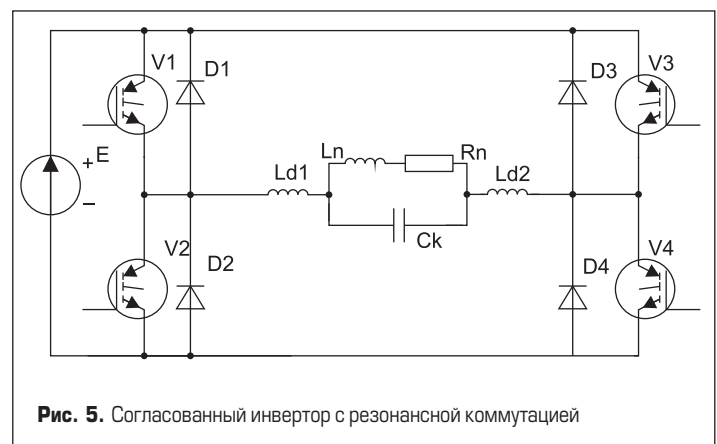 V1
D1
D3
V3
+ E
−
Ln
Rn
Ld1
Ld2
Ck
V2
D2
D4
V4
Рис. 5. Согласованный инвертор с резонансной коммутацией